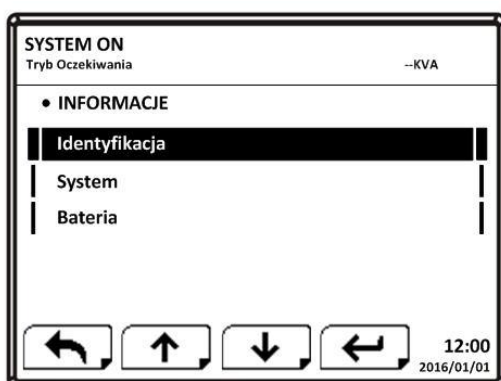 SYSTEM ON
Tryb Oczekiwania --KVA
• INFORMACJE
Identyfikacja
System
Bateria
12:00
2016/01/01